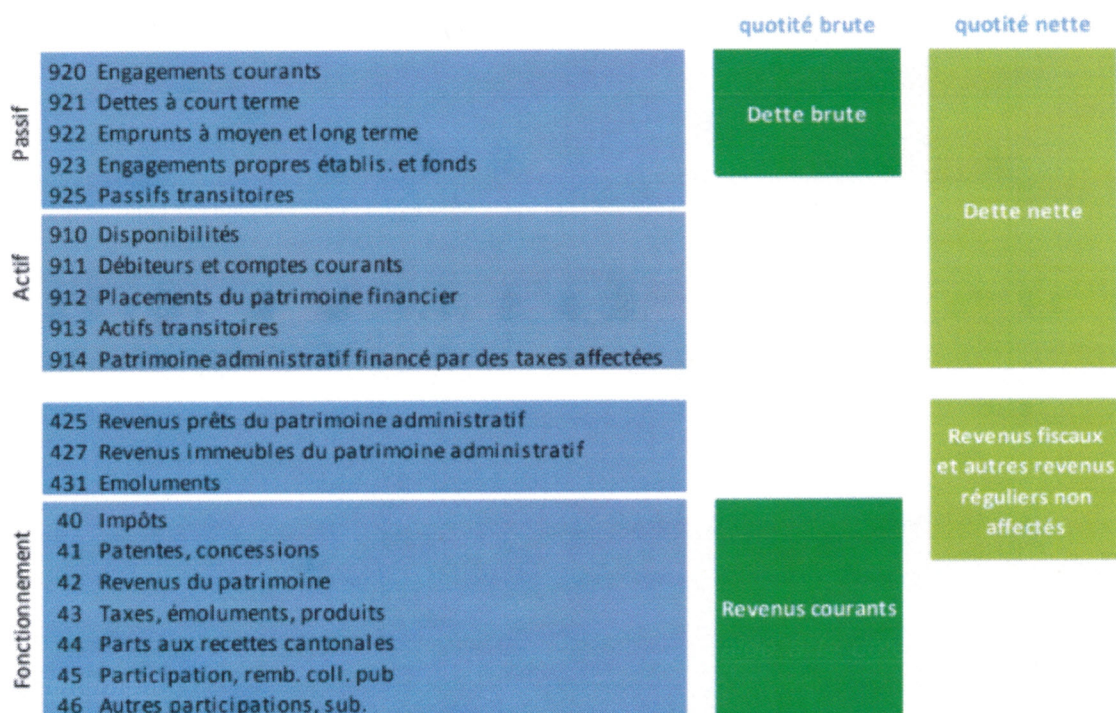 quotité brute
quotité nette
Passif
920 Engagements courants
921 Dettes à court terme
922 Emprunts à moyen et long terme
923 Engagements propres établis. et fonds
925 Passifs transitoires
Dette brute
Dette nette
Actif
910 Disponibilités
911 Débiteurs et comptes courants
912 Placements du patrimoine financier
913 Actifs transitoires
914 Patrimoine administratif financé par des taxes affectées
425 Revenus prêts du patrimoine administratif
427 Revenus immeubles du patrimoine administratif
431 Emoluments
Revenus fiscaux
et autres revenus
réguliers non
affectés
Fonctionnement
40 Impôts
41 Patentes, concessions
42 Revenus du patrimoine
43 Taxes, émoluments, produits
44 Parts aux recettes cantonales
45 Participation, remb. coll. pub
46 Autres participations, sub.
Revenus courants